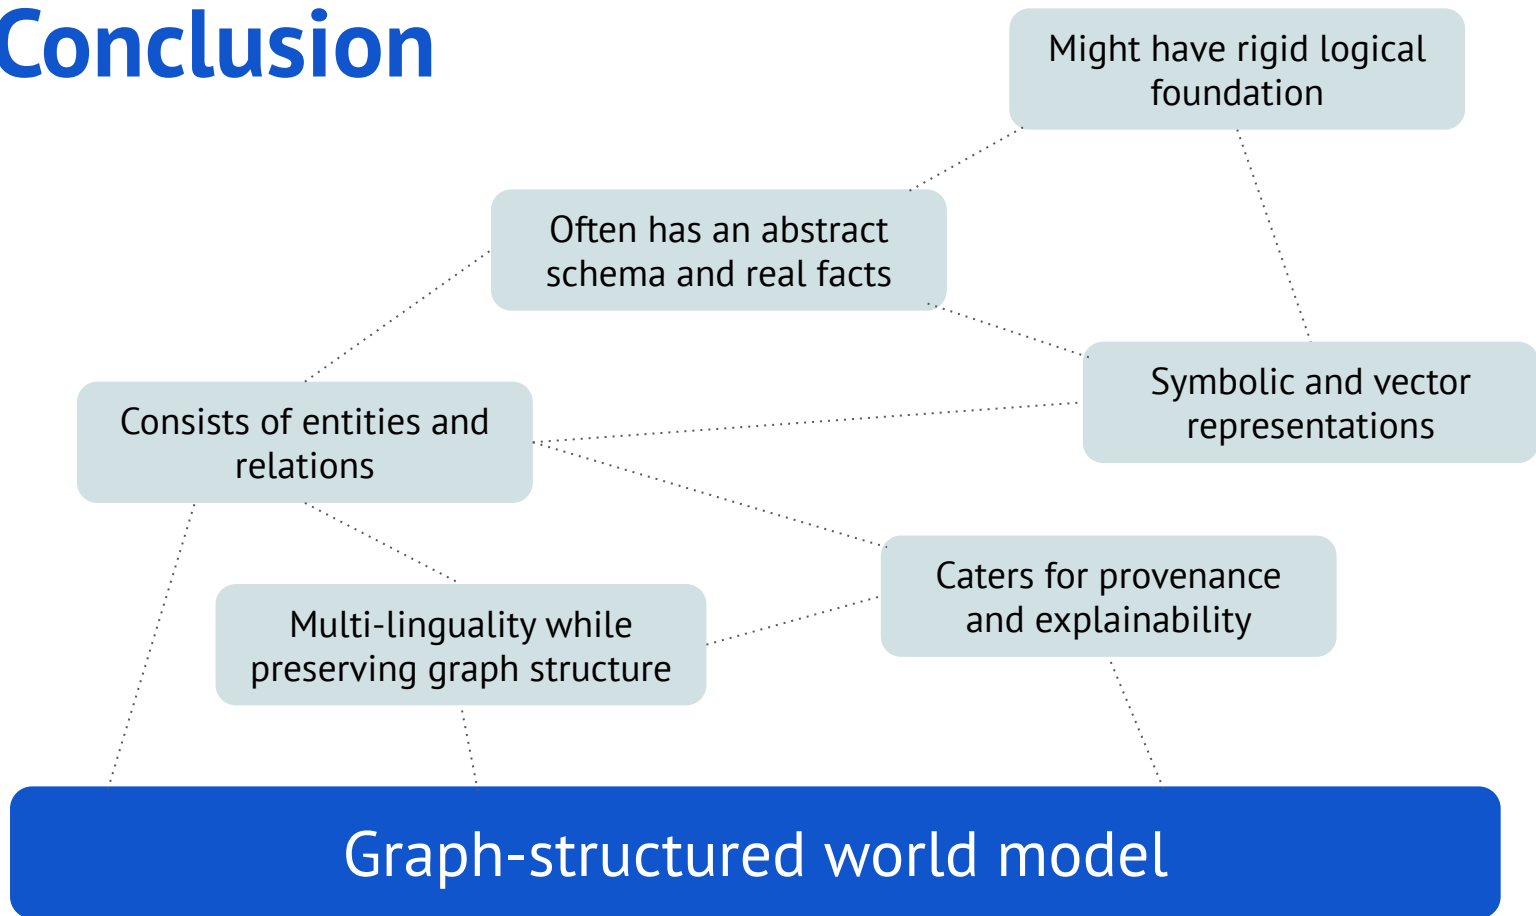 Conclusion
Might have rigid logical
foundation
Often has an abstract
schema and real facts
Symbolic and vector
representations
Consists of entities and
relations
Caters for provenance
and explainability
Multi-linguality while
preserving graph structure
Graph-structured world model